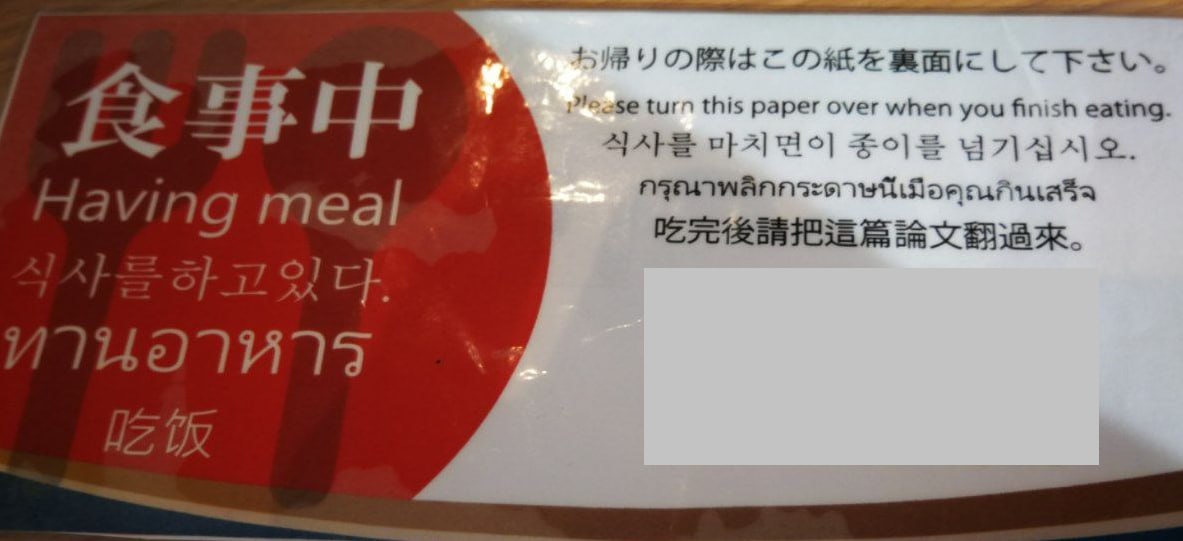 食事中
Having meal
식사를하고있다.
ทานอาหาร
吃饭
お帰りの際はこの紙を裏面にして下さい。
Please turn this paper over when you finish eating.
식사를 마치면이 종이를 넘기십시오.
กรุณาพลิกกระดาษนี้เมื่อคุณกินเสร็จ
吃完後請把這篇論文翻過來。